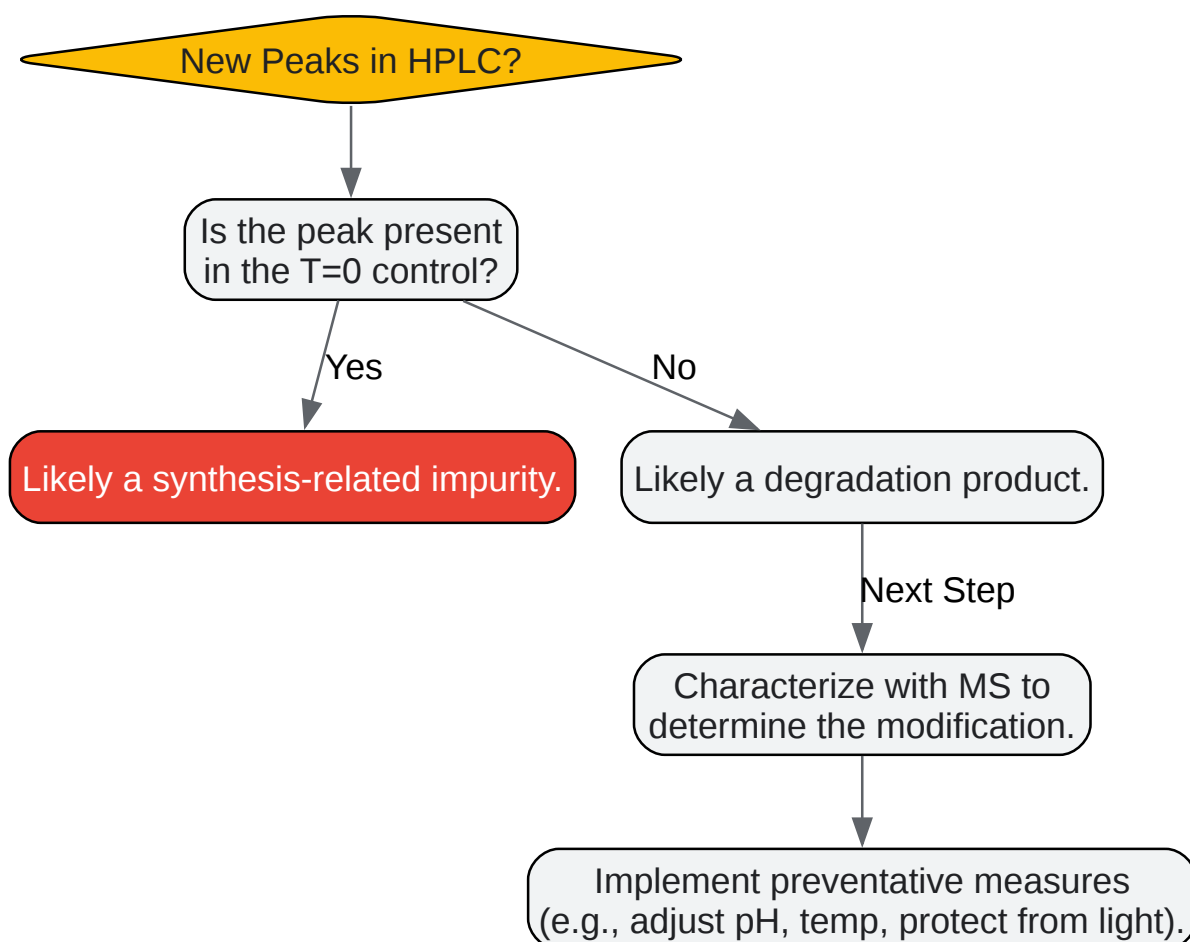 New Peaks in HPLC?
Is the peak present
in the T=0 control?
Yes
No
Likely a synthesis-related impurity.
Likely a degradation product.
Next Step
Characterize with MS to
determine the modification.
Implement preventative measures
(e.g., adjust pH, temp, protect from light).